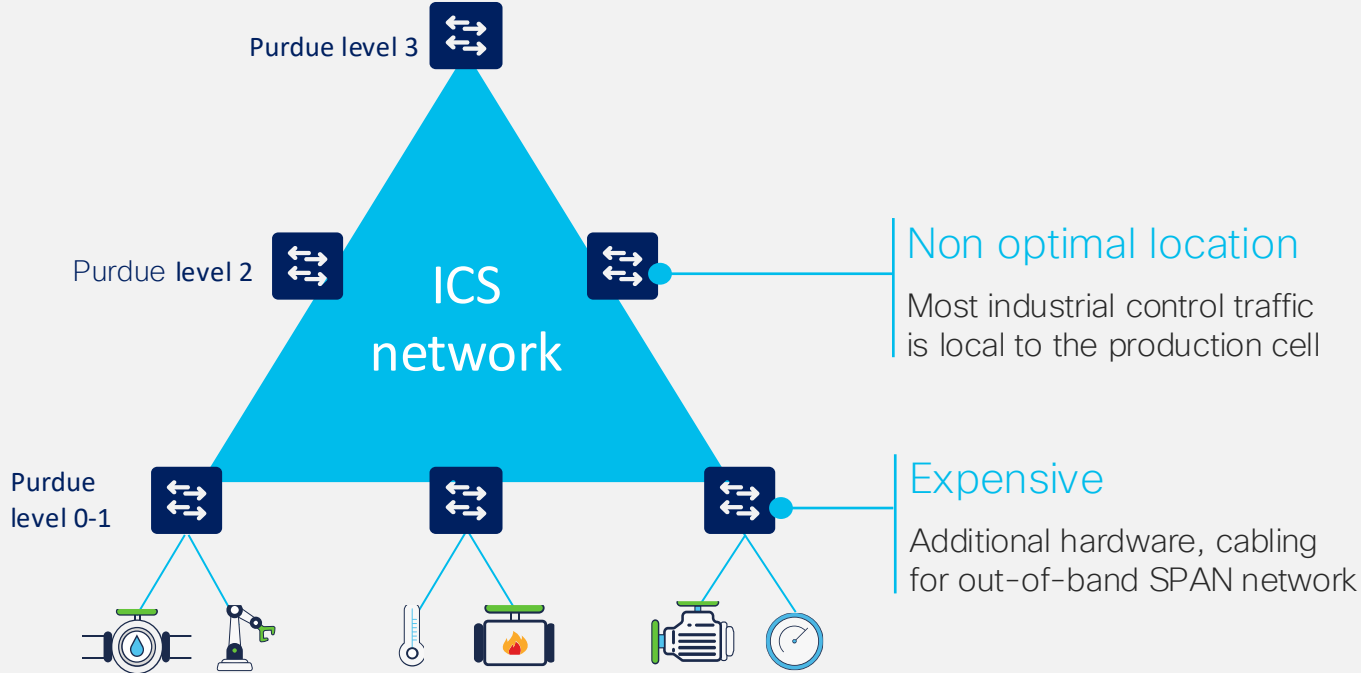 Purdue level 3
Purdue level 2
ICS
network
Non optimal location
Most industrial control traffic
is local to the production cell
Purdue
level 0-1
Expensive
Additional hardware, cabling
for out-of-band SPAN network